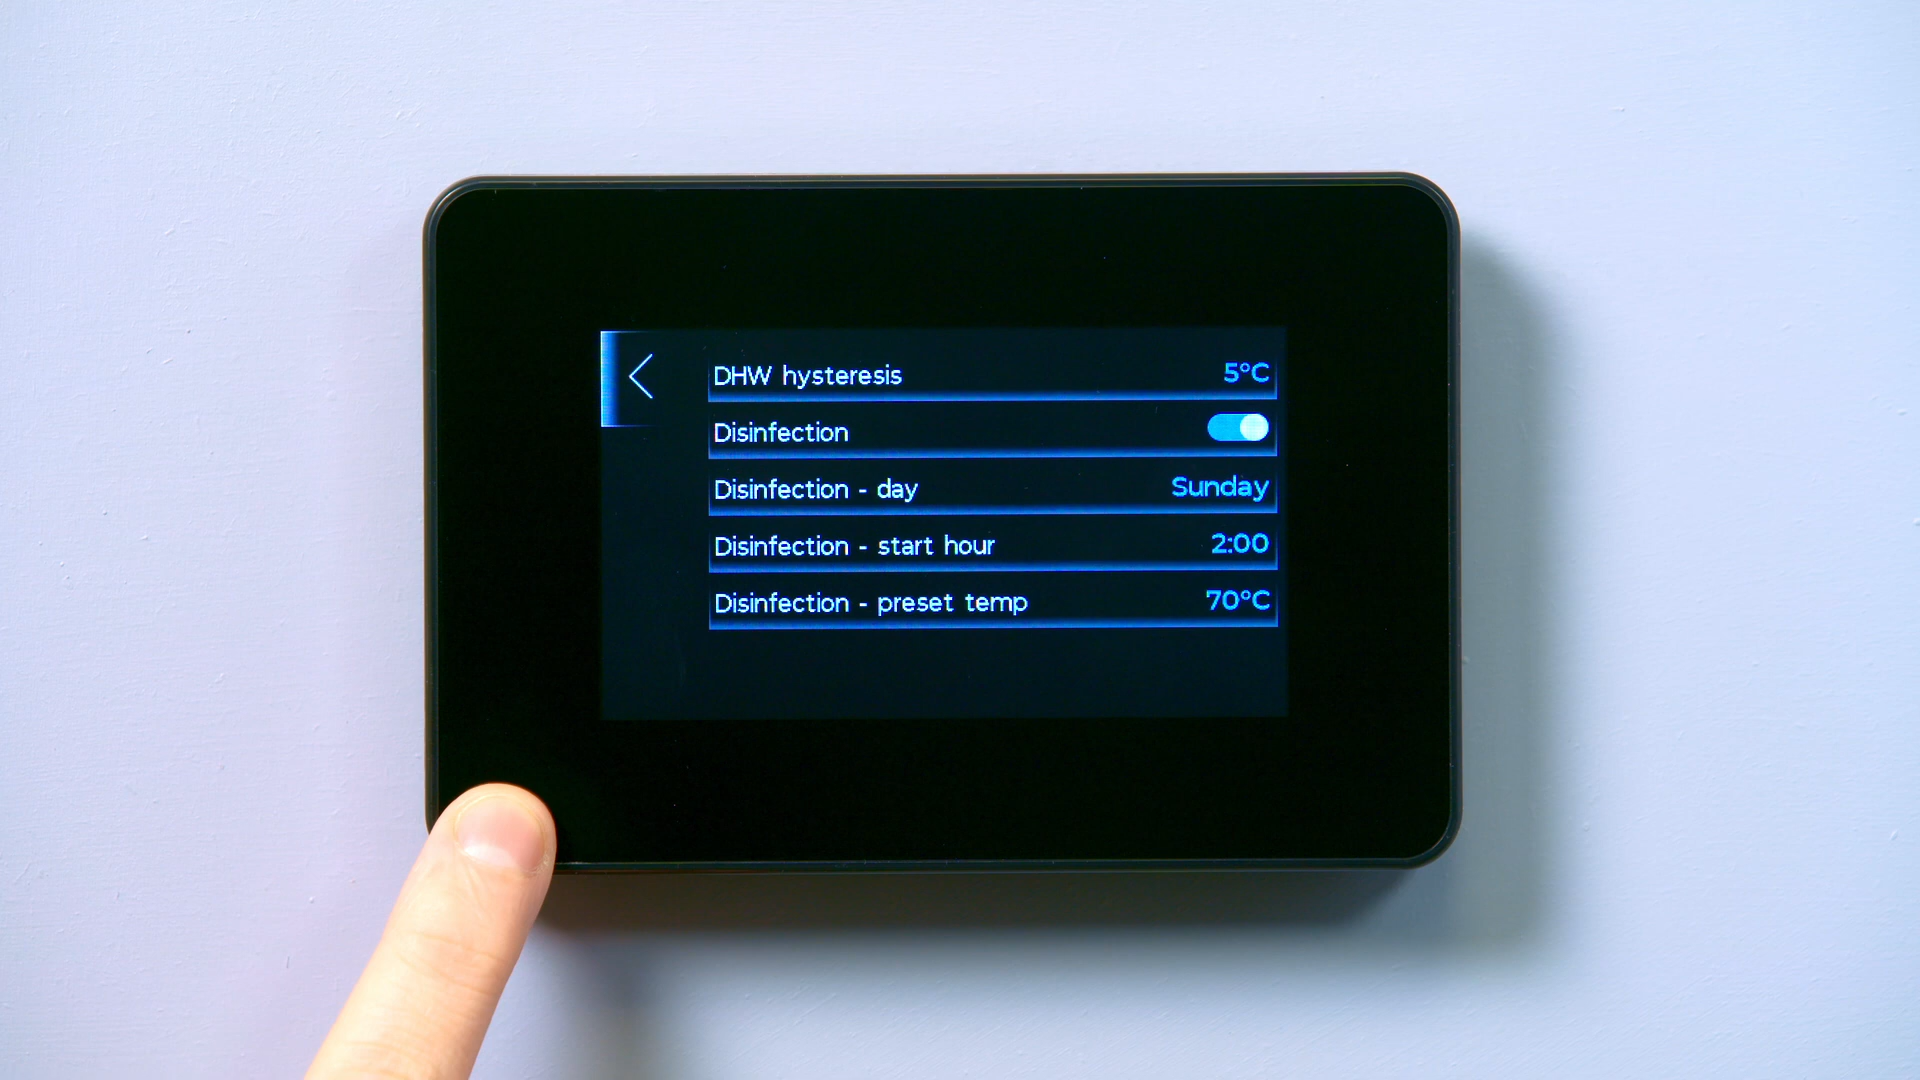 DHW hysteresis 5°C
Disinfection
Disinfection - day Sunday
Disinfection - start hour 2:00
Disinfection - preset temp 70°C